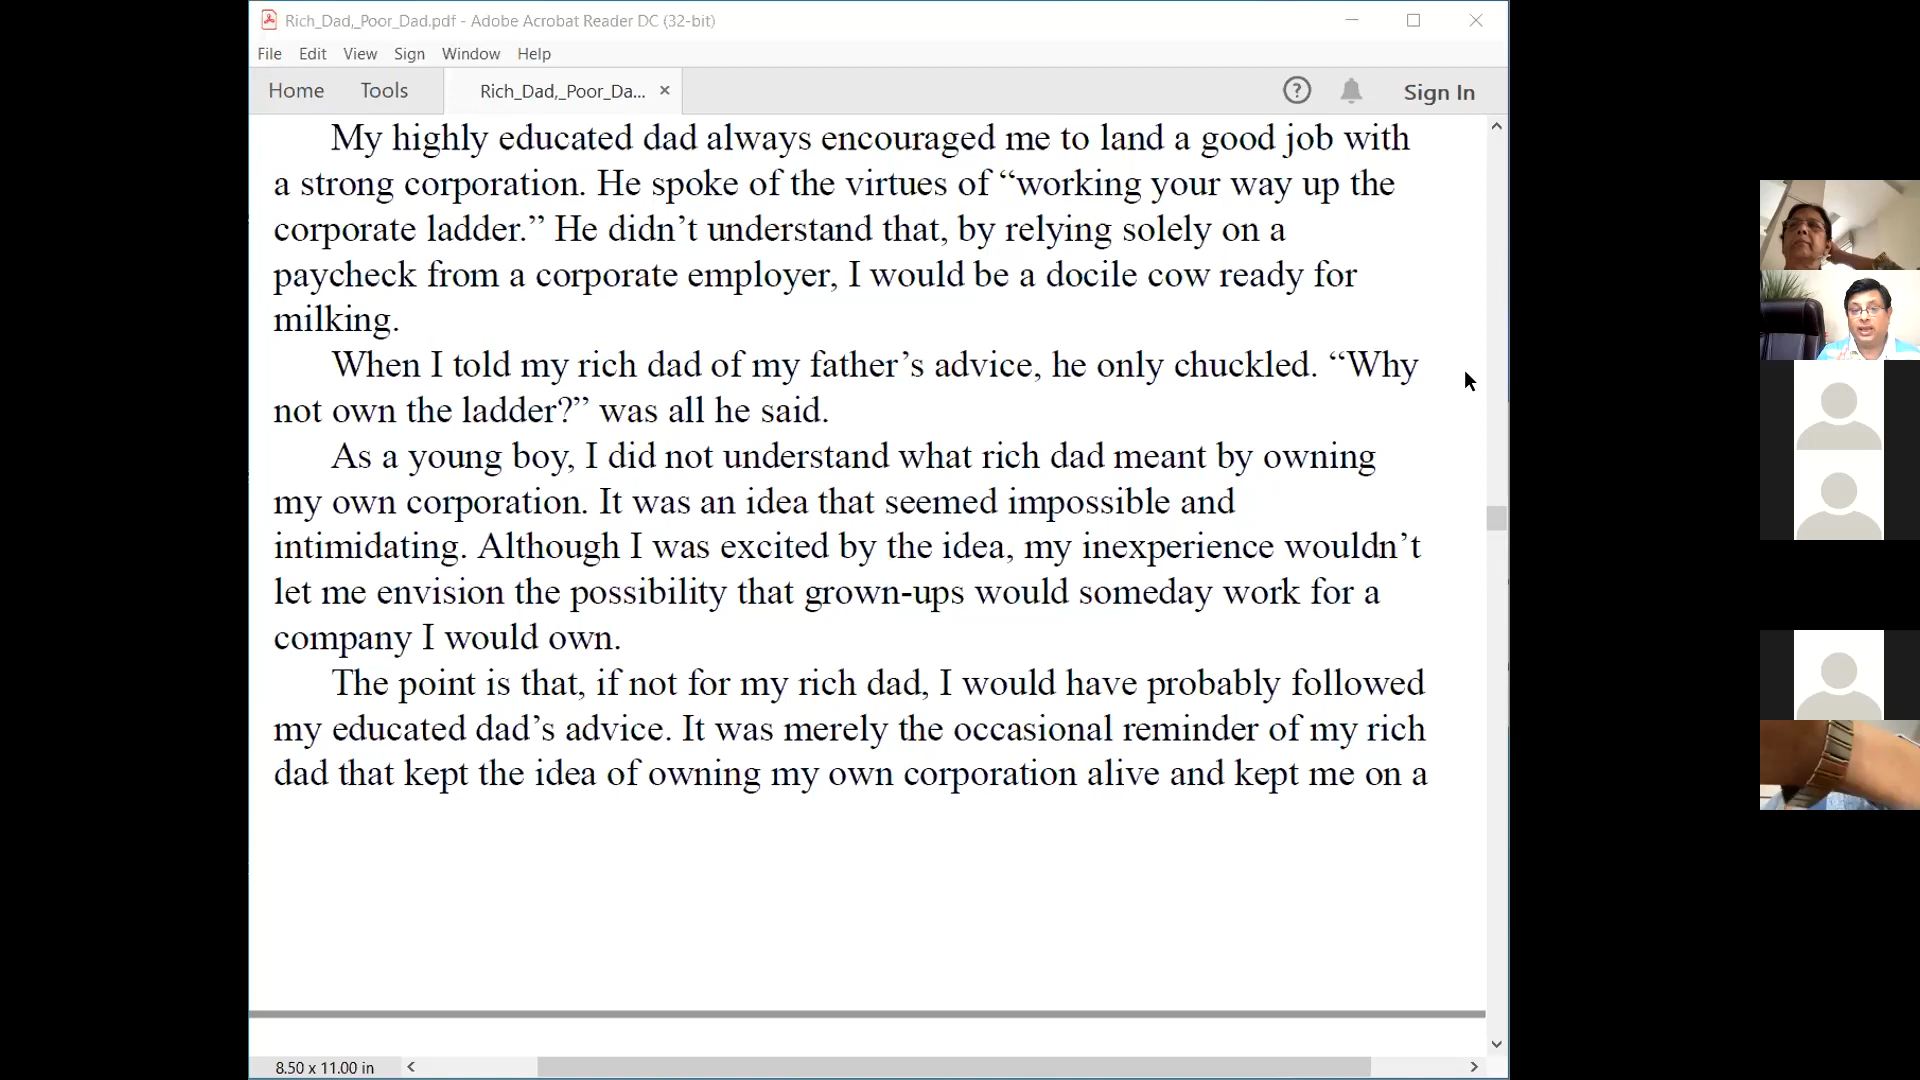 Rich_Dad,_Poor_Dad.pdf - Adobe Acrobat Reader DC (32-bit)
File Edit View Sign Window Help
Home Tools Rich_Dad,_Poor_Da... × ? Sign In
My highly educated dad always encouraged me to land a good job with
a strong corporation. He spoke of the virtues of “working your way up the
corporate ladder.” He didn’t understand that, by relying solely on a
paycheck from a corporate employer, I would be a docile cow ready for
milking.
When I told my rich dad of my father’s advice, he only chuckled. “Why
not own the ladder?” was all he said.
As a young boy, I did not understand what rich dad meant by owning
my own corporation. It was an idea that seemed impossible and
intimidating. Although I was excited by the idea, my inexperience wouldn’t
let me envision the possibility that grown-ups would someday work for a
company I would own.
The point is that, if not for my rich dad, I would have probably followed
my educated dad’s advice. It was merely the occasional reminder of my rich
dad that kept the idea of owning my own corporation alive and kept me on a
8.50 x 11.00 in